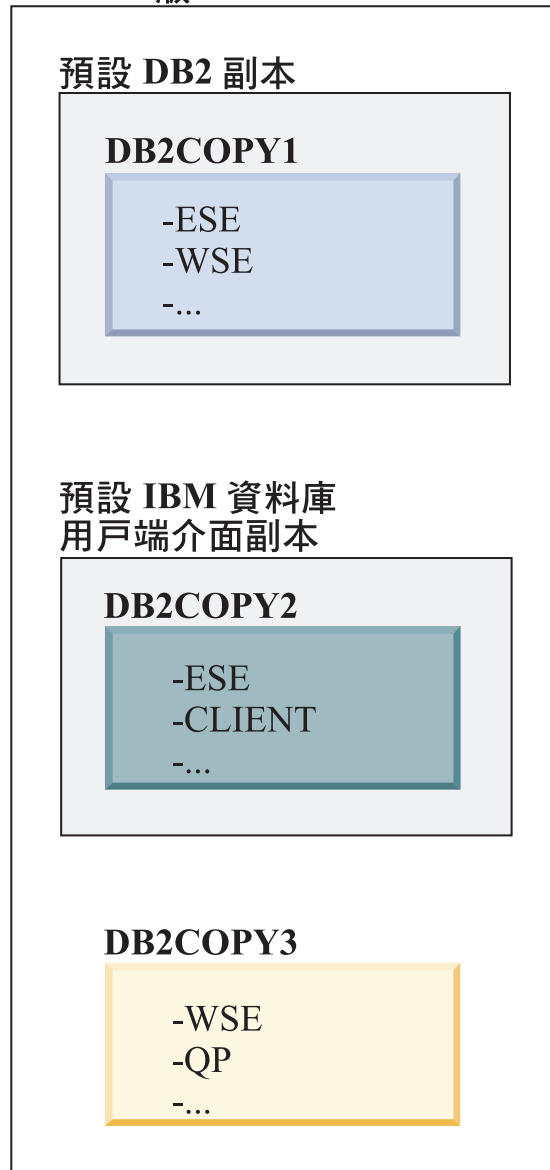 預設 DB2 副本
DB2COPY1
-ESE
-WSE
-...
預設 IBM 資料庫
用戶端介面副本
DB2COPY2
-ESE
-CLIENT
-...
DB2COPY3
-WSE
-QP
-...